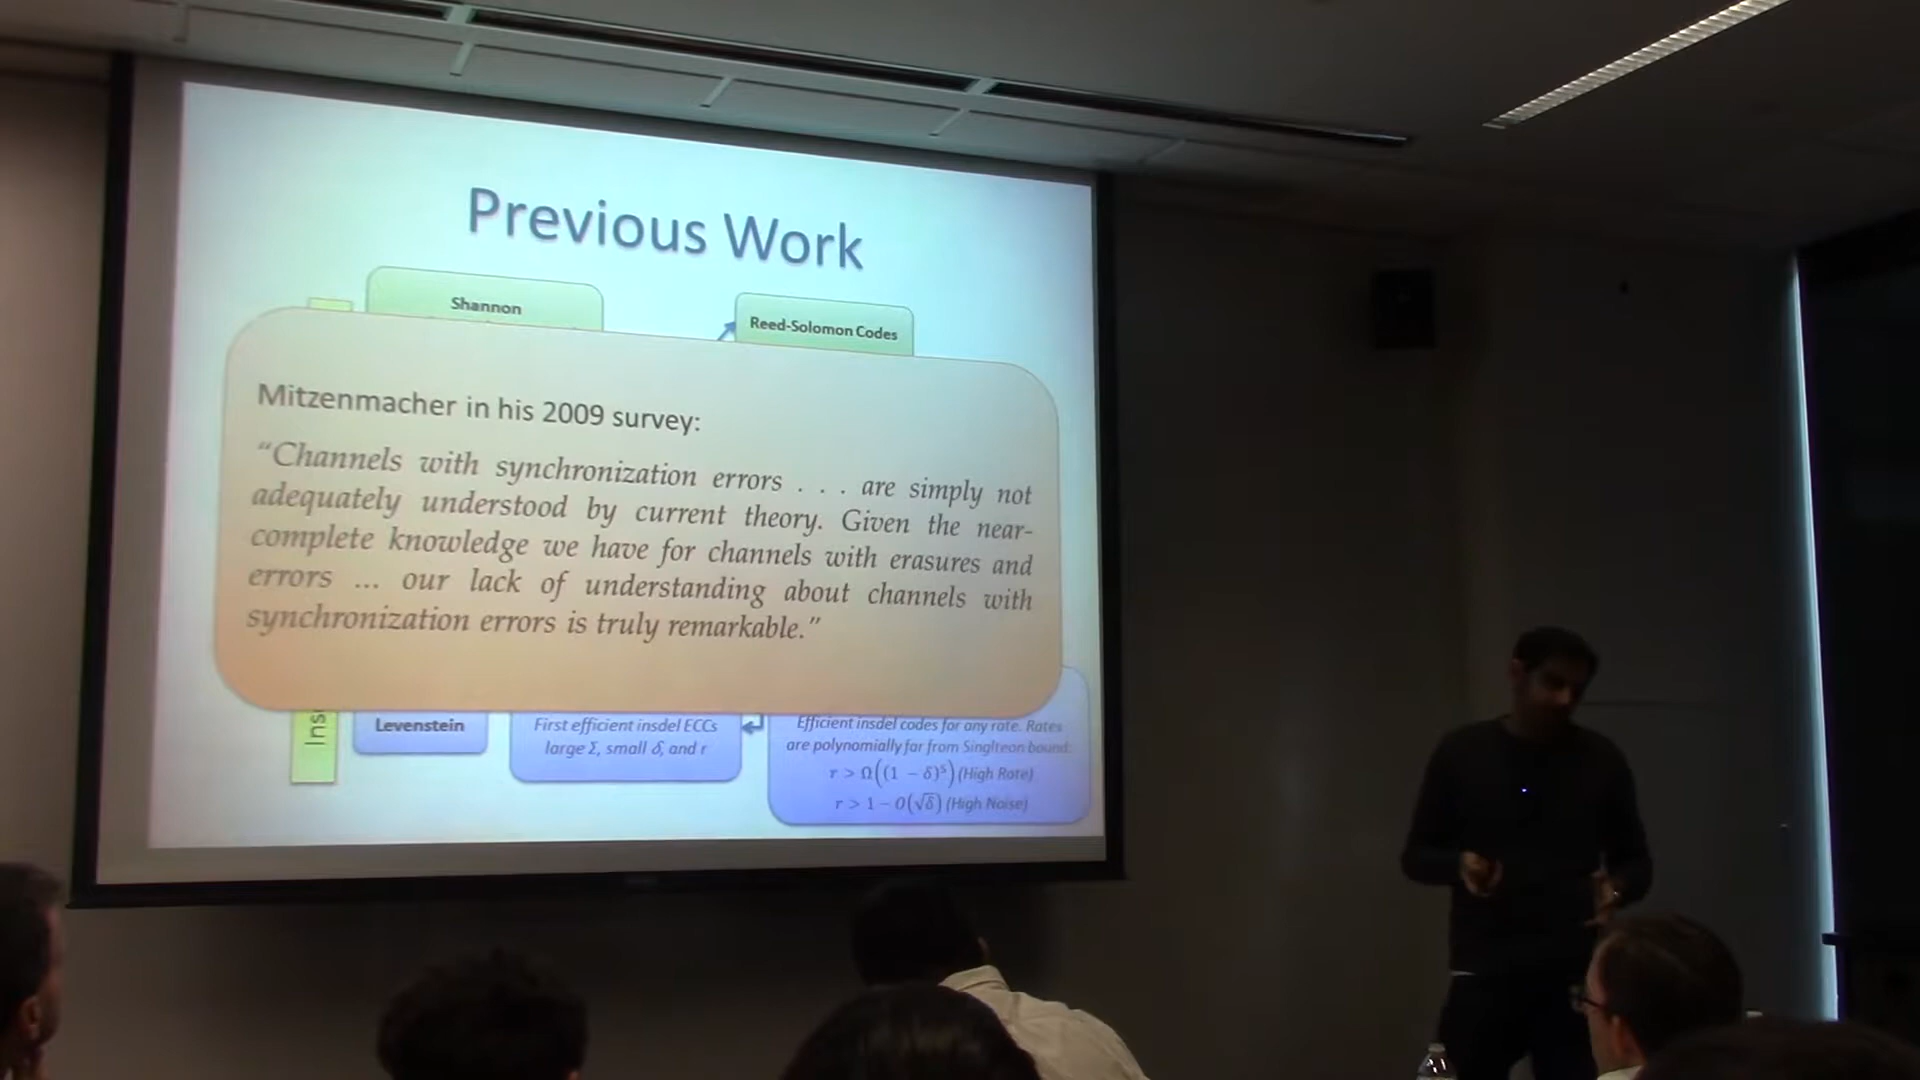 Previous Work
Shannon
Reed-Solomon Codes
Mitzenmacher in his 2009 survey:
“Channels with synchronization errors . . . are simply not
adequately understood by current theory. Given the near-
complete knowledge we have for channels with erasures and
errors ... our lack of understanding about channels with
synchronization errors is truly remarkable.”
Ins
Levenstein
First efficient insdel ECCs
large Σ, small δ, and r
Efficient insdel codes for any rate. Rates
are polynomially far from Singlteon bound:
r > Ω((1 − δ)⁵) (High Rate)
r > 1 − O(√δ) (High Noise)